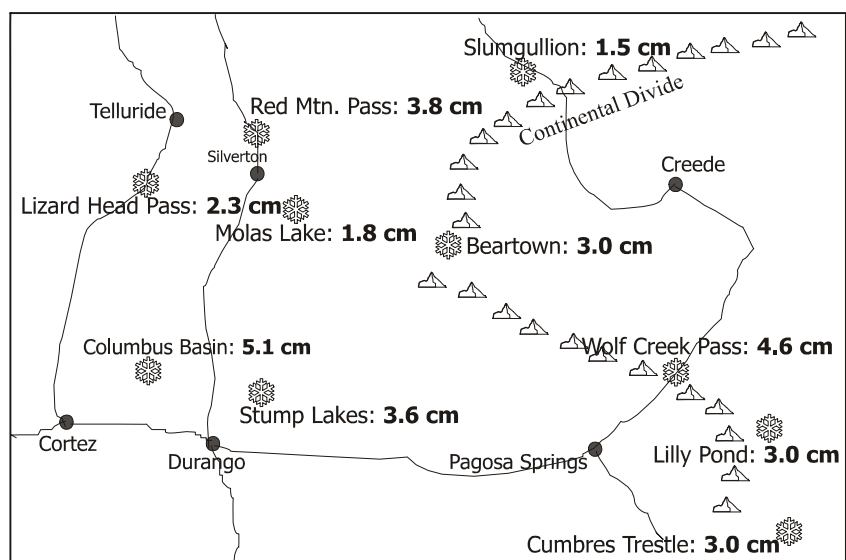 Slumgullion: 1.5 cm
Continental Divide
Telluride
Red Mtn. Pass: 3.8 cm
Silverton
Creede
Lizard Head Pass: 2.3 cm
Molas Lake: 1.8 cm
Beartown: 3.0 cm
Columbus Basin: 5.1 cm
Wolf Creek Pass: 4.6 cm
Stump Lakes: 3.6 cm
Cortez
Durango
Pagosa Springs
Lilly Pond: 3.0 cm
Cumbres Trestle: 3.0 cm